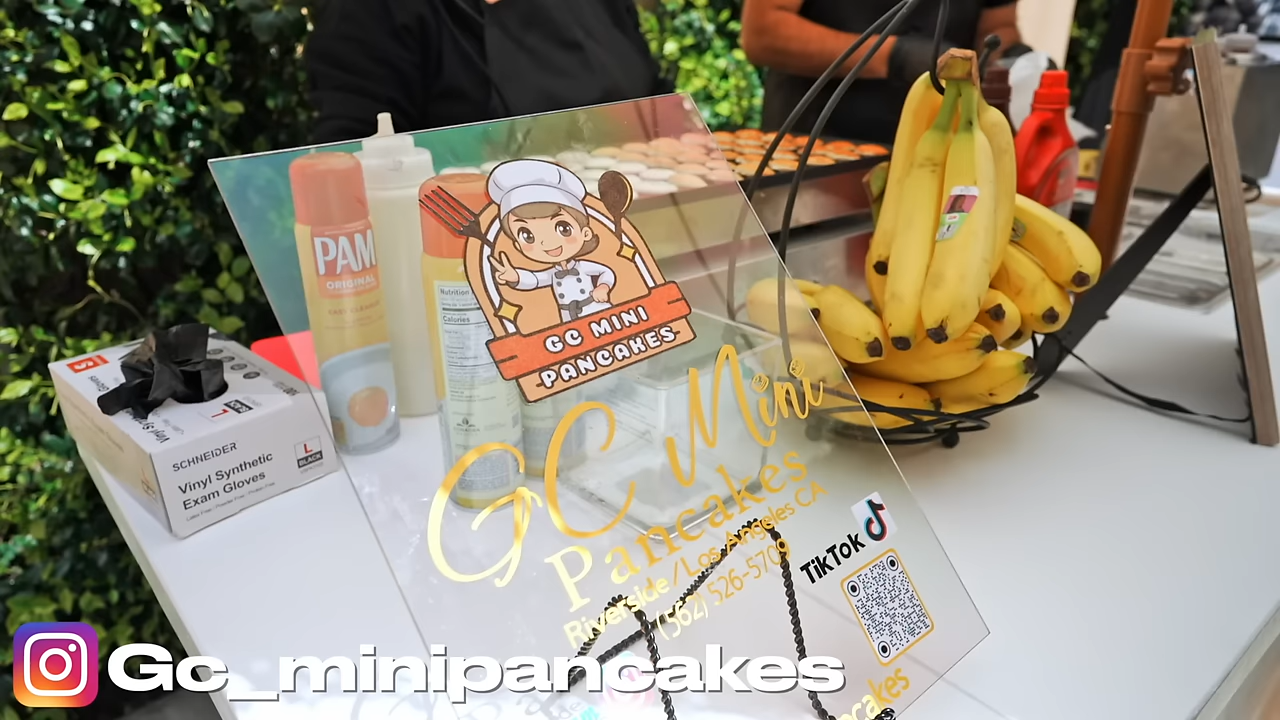 PAM
ORIGINAL
Nutrition
Calories
GC MINI
PANCAKES
GC Mini
Pancakes
Riverside / Los Angeles CA
(562) 526-5709
TikTok
SCHNEIDER
Vinyl Synthetic
Exam Gloves
L
BLACK
Gc_minipancakes